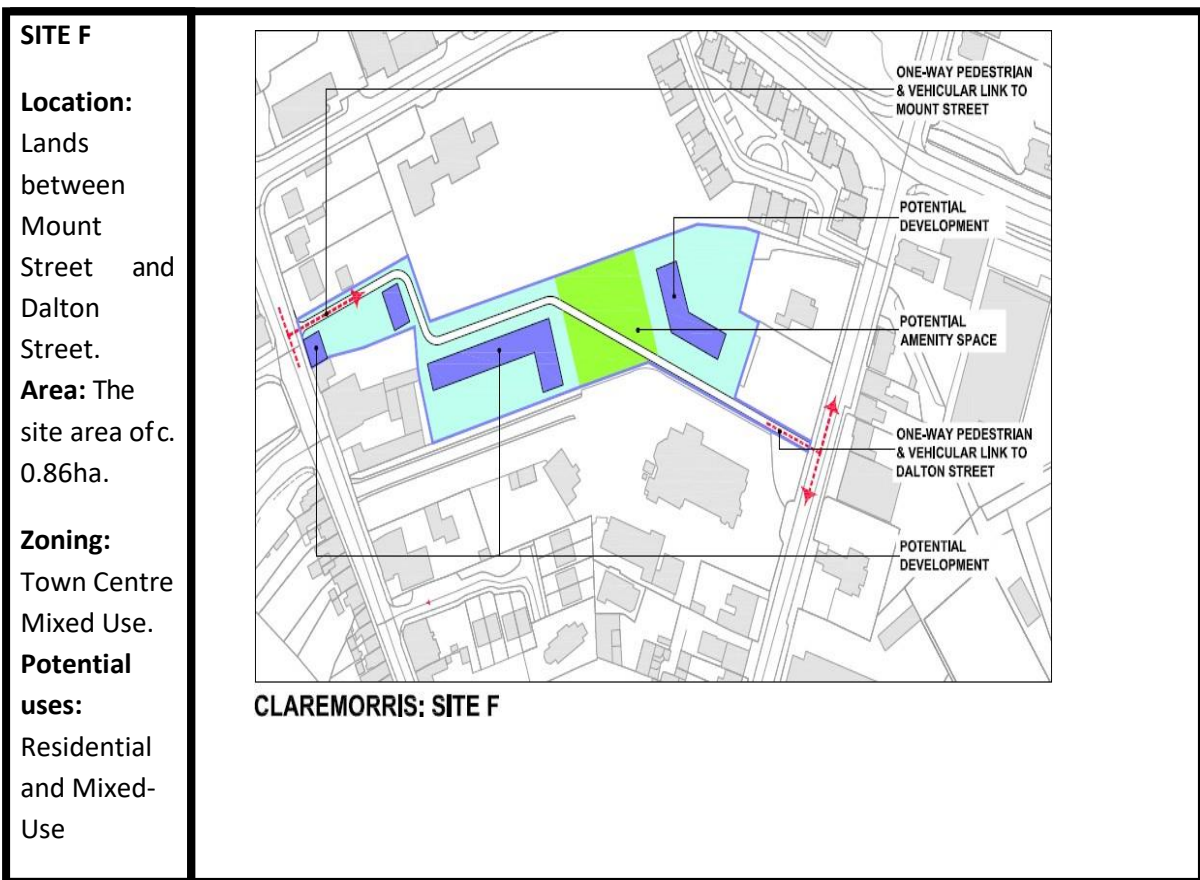 SITE F
Location:
Lands
between
Mount
Street and
Dalton
Street.
Area: The
site area of c.
0.86ha.
Zoning:
Town Centre
Mixed Use.
Potential
uses:
Residential
and Mixed-
Use
ONE-WAY PEDESTRIAN
& VEHICULAR LINK TO
MOUNT STREET
POTENTIAL
DEVELOPMENT
POTENTIAL
AMENITY SPACE
ONE-WAY PEDESTRIAN
& VEHICULAR LINK TO
DALTON STREET
POTENTIAL
DEVELOPMENT
CLAREMORRIS: SITE F